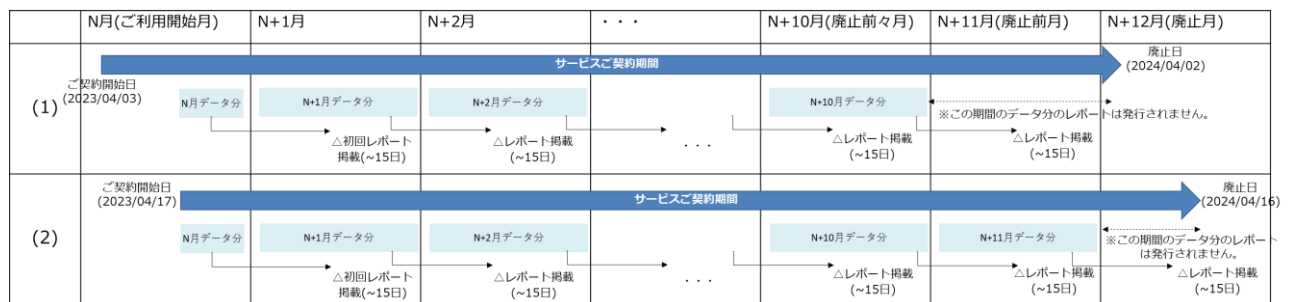 N月(ご利用開始月)
N+1月
N+2月
・・・
N+10月(廃止前々月)
N+11月(廃止前月)
N+12月(廃止月)
(1)
サービスご契約期間
廃止日
(2024/04/02)
ご契約開始日
(2023/04/03)
N月データ分
N+1月データ分
N+2月データ分
N+10月データ分
※この期間のデータ分のレポートは発行されません。
△初回レポート
掲載(~15日)
△レポート掲載
(~15日)
・・・
△レポート掲載
(~15日)
△レポート掲載
(~15日)
(2)
ご契約開始日
(2023/04/17)
サービスご契約期間
廃止日
(2024/04/16)
N月データ分
N+1月データ分
N+2月データ分
N+10月データ分
N+11月データ分
※この期間のデータ分のレポート
は発行されません。
△初回レポート
掲載(~15日)
△レポート掲載
(~15日)
・・・
△レポート掲載
(~15日)
△レポート掲載
(~15日)
△レポート掲載
(~15日)